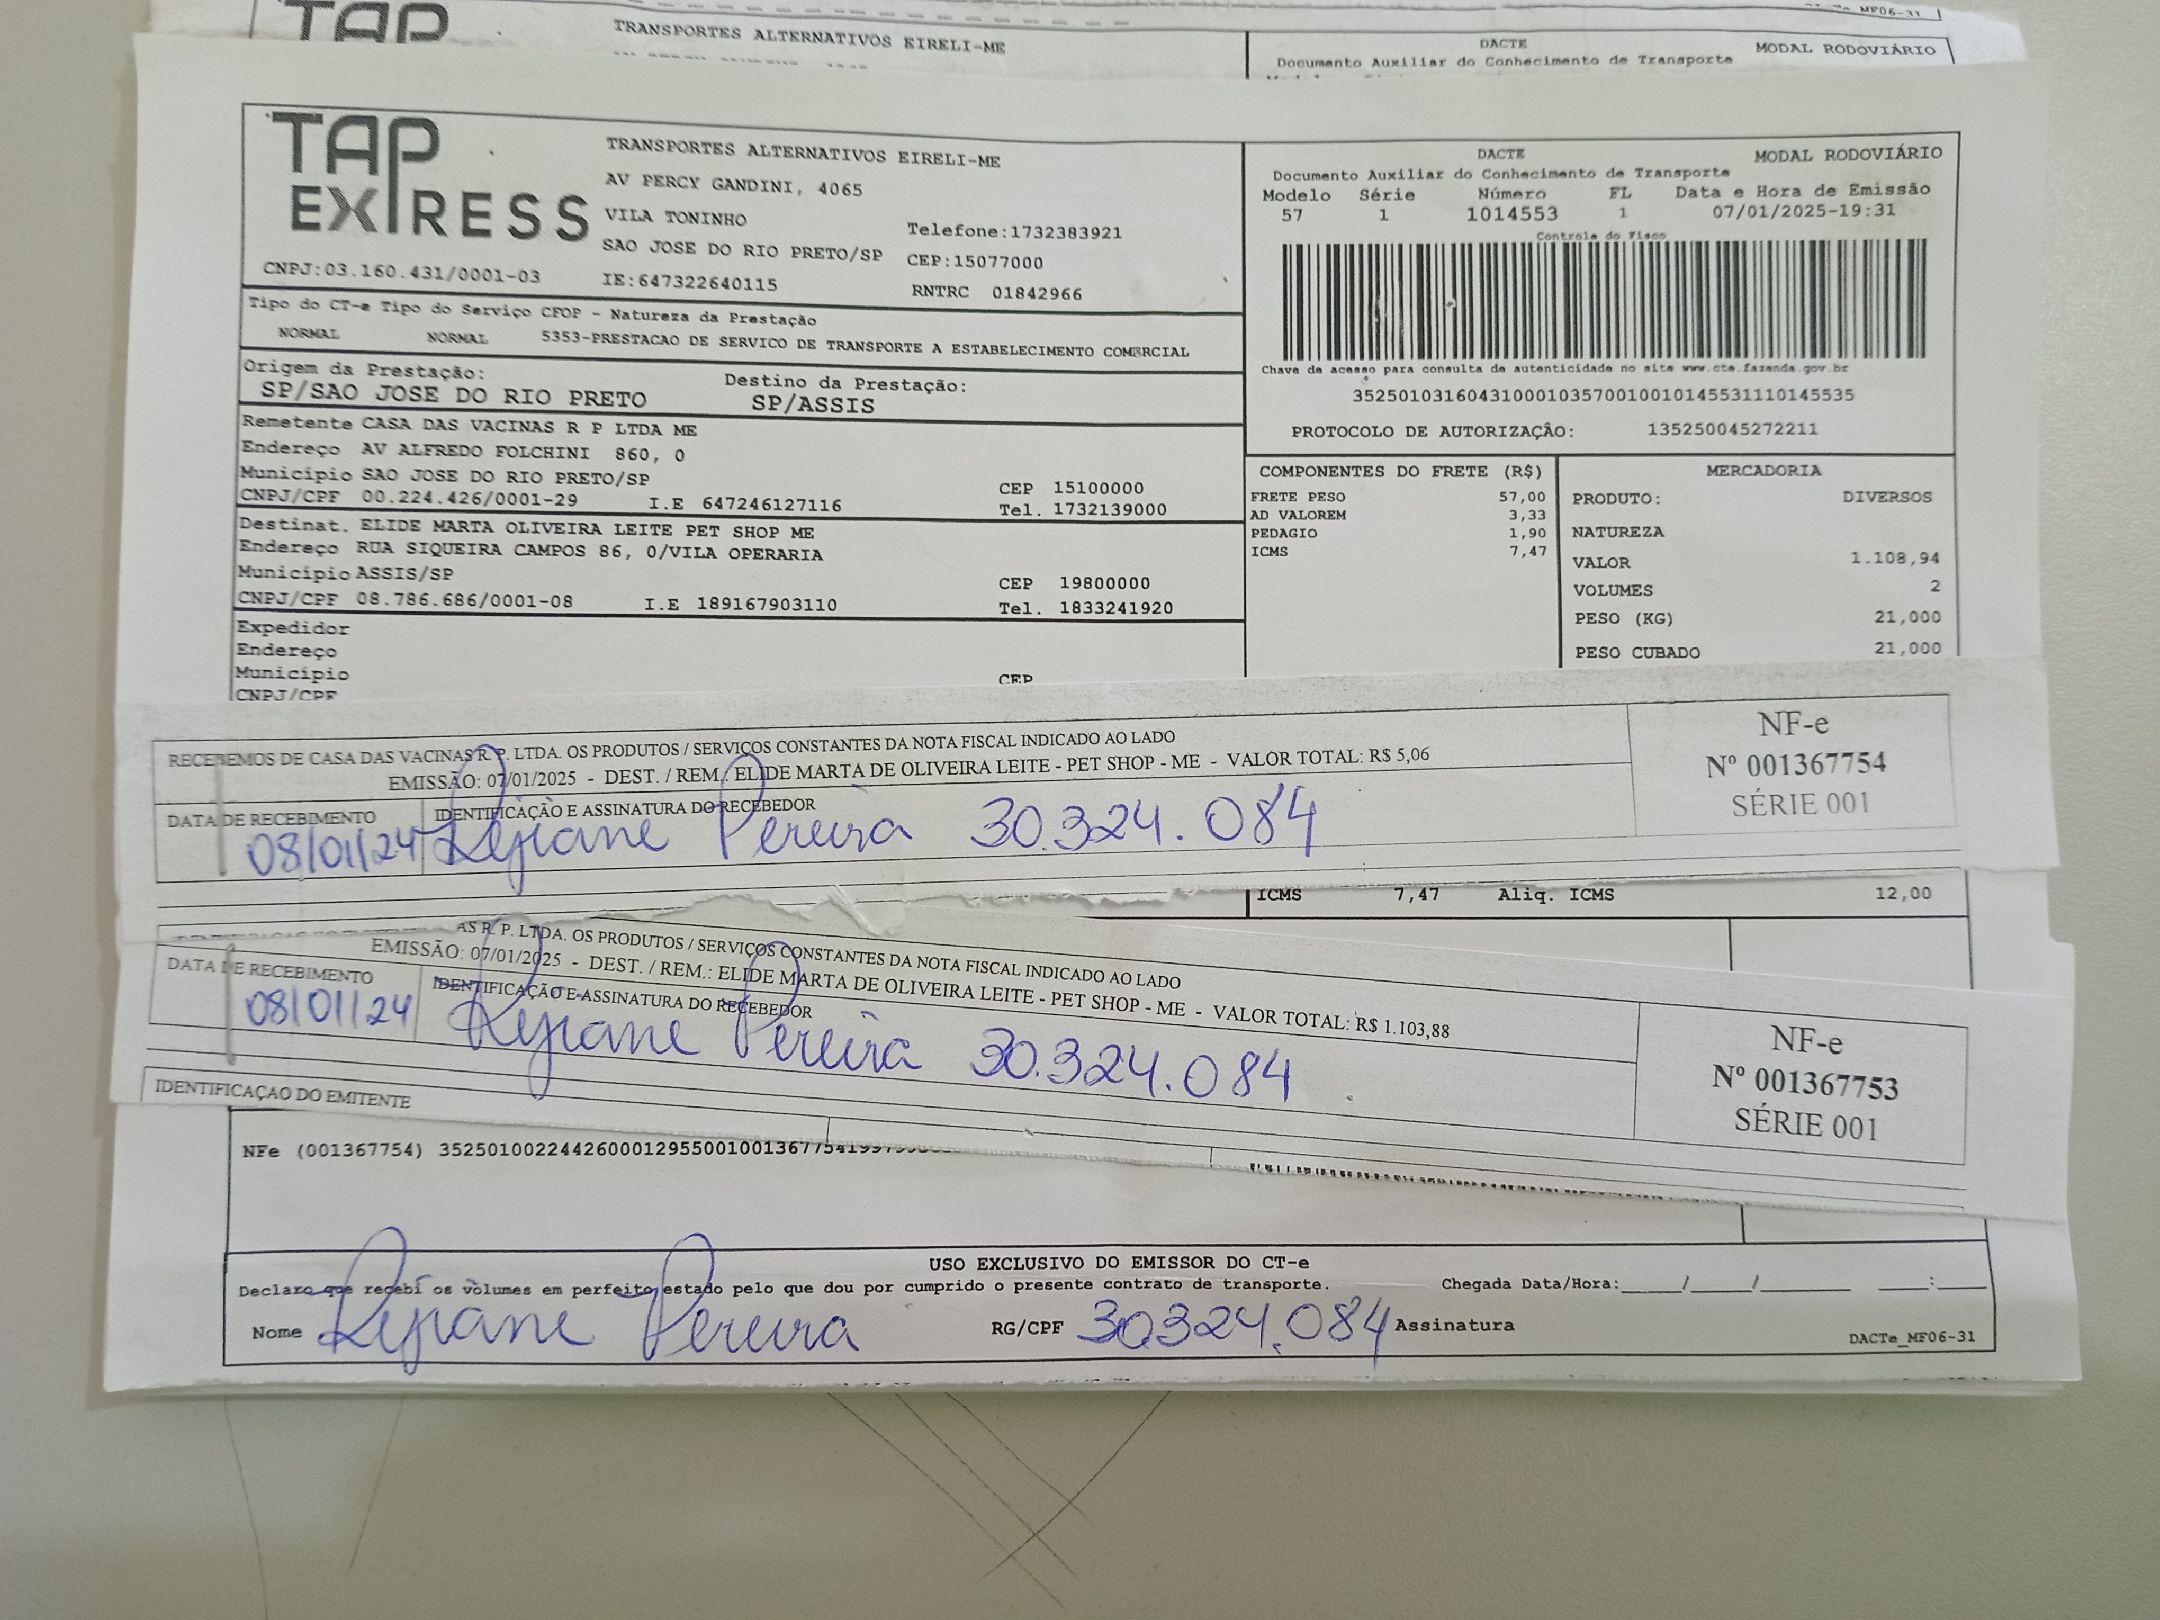 TAP
TRANSPORTES ALTERNATIVOS EIRELI-ME
DACTE
MODAL RODOVIÁRIO
Documento Auxiliar do Conhecimento de Transporte
MF06-31
TAP EXPRESS
TRANSPORTES ALTERNATIVOS EIRELI-ME
AV PERCY GANDINI, 4065
VILA TONINHO
Telefone:1732383921
SAO JOSE DO RIO PRETO/SP CEP:15077000
CNPJ:03.160.431/0001-03 IE:647322640115 RNTRC 01842966
DACTE MODAL RODOVIÁRIO
Documento Auxiliar do Conhecimento de Transporte
Modelo Série Número FL Data e Hora de Emissão
57 1 1014553 1 07/01/2025-19:31
Controle do Fisco
Chave de acesso para consulta de autenticidade no site www.cte.fazenda.gov.br
35250103160431000103570010010145531110145535
PROTOCOLO DE AUTORIZAÇÃO: 135250045272211
Tipo do CT-e Tipo do Serviço CFOP - Natureza da Prestação
NORMAL NORMAL 5353-PRESTACAO DE SERVICO DE TRANSPORTE A ESTABELECIMENTO COMERCIAL
Origem da Prestação: Destino da Prestação:
SP/SAO JOSE DO RIO PRETO SP/ASSIS
Remetente CASA DAS VACINAS R P LTDA ME
Endereço AV ALFREDO FOLCHINI 860, 0
Município SAO JOSE DO RIO PRETO/SP CEP 15100000
CNPJ/CPF 00.224.426/0001-29 I.E 647246127116 Tel. 1732139000
Destinat. ELIDE MARTA OLIVEIRA LEITE PET SHOP ME
Endereço RUA SIQUEIRA CAMPOS 86, 0/VILA OPERARIA
Município ASSIS/SP CEP 19800000
CNPJ/CPF 08.786.686/0001-08 I.E 189167903110 Tel. 1833241920
Expedidor
Endereço
Município CEP
CNPJ/CPF
COMPONENTES DO FRETE (R$)
FRETE PESO 57,00
AD VALOREM 3,33
PEDAGIO 1,90
ICMS 7,47
MERCADORIA
PRODUTO: DIVERSOS
NATUREZA
VALOR 1.108,94
VOLUMES 2
PESO (KG) 21,000
PESO CUBADO 21,000
RECEBEMOS DE CASA DAS VACINAS R. P. LTDA. OS PRODUTOS / SERVIÇOS CONSTANTES DA NOTA FISCAL INDICADO AO LADO
EMISSÃO: 07/01/2025 - DEST. / REM.: ELIDE MARTA DE OLIVEIRA LEITE - PET SHOP - ME - VALOR TOTAL: R$ 5,06
DATA DE RECEBIMENTO IDENTIFICAÇÃO E ASSINATURA DO RECEBEDOR
08/01/24 Rejiane Pereira 30.324.084
NF-e
Nº 001367754
SÉRIE 001
ICMS 7,47 Aliq. ICMS 12,00
AS R. P. LTDA. OS PRODUTOS / SERVIÇOS CONSTANTES DA NOTA FISCAL INDICADO AO LADO
EMISSÃO: 07/01/2025 - DEST. / REM.: ELIDE MARTA DE OLIVEIRA LEITE - PET SHOP - ME - VALOR TOTAL: R$ 1.103,88
DATA DE RECEBIMENTO IDENTIFICAÇÃO E ASSINATURA DO RECEBEDOR
08/01/24 Rejiane Pereira 30.324.084
NF-e
Nº 001367753
SÉRIE 001
IDENTIFICAÇÃO DO EMITENTE
NFe (001367754)
USO EXCLUSIVO DO EMISSOR DO CT-e
Declaro que recebi os volumes em perfeito estado pelo que dou por cumprido o presente contrato de transporte. Chegada Data/Hora:____/____/____ ___:____
Nome Rejiane Pereira RG/CPF 30324.084 Assinatura
DACTe_MF06-31